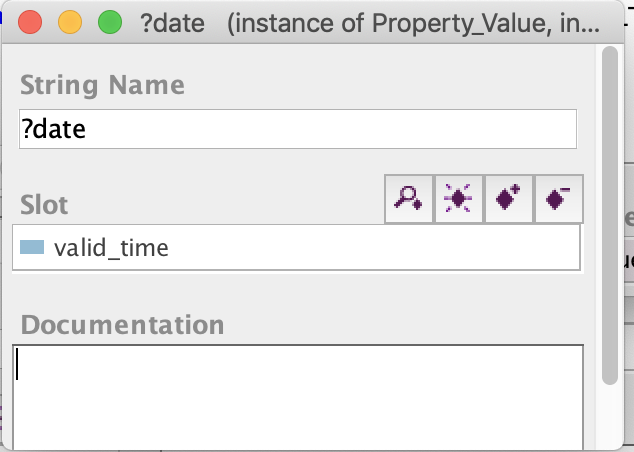 ?date (instance of Property_Value, in...
String Name
?date
Slot
valid_time
Documentation